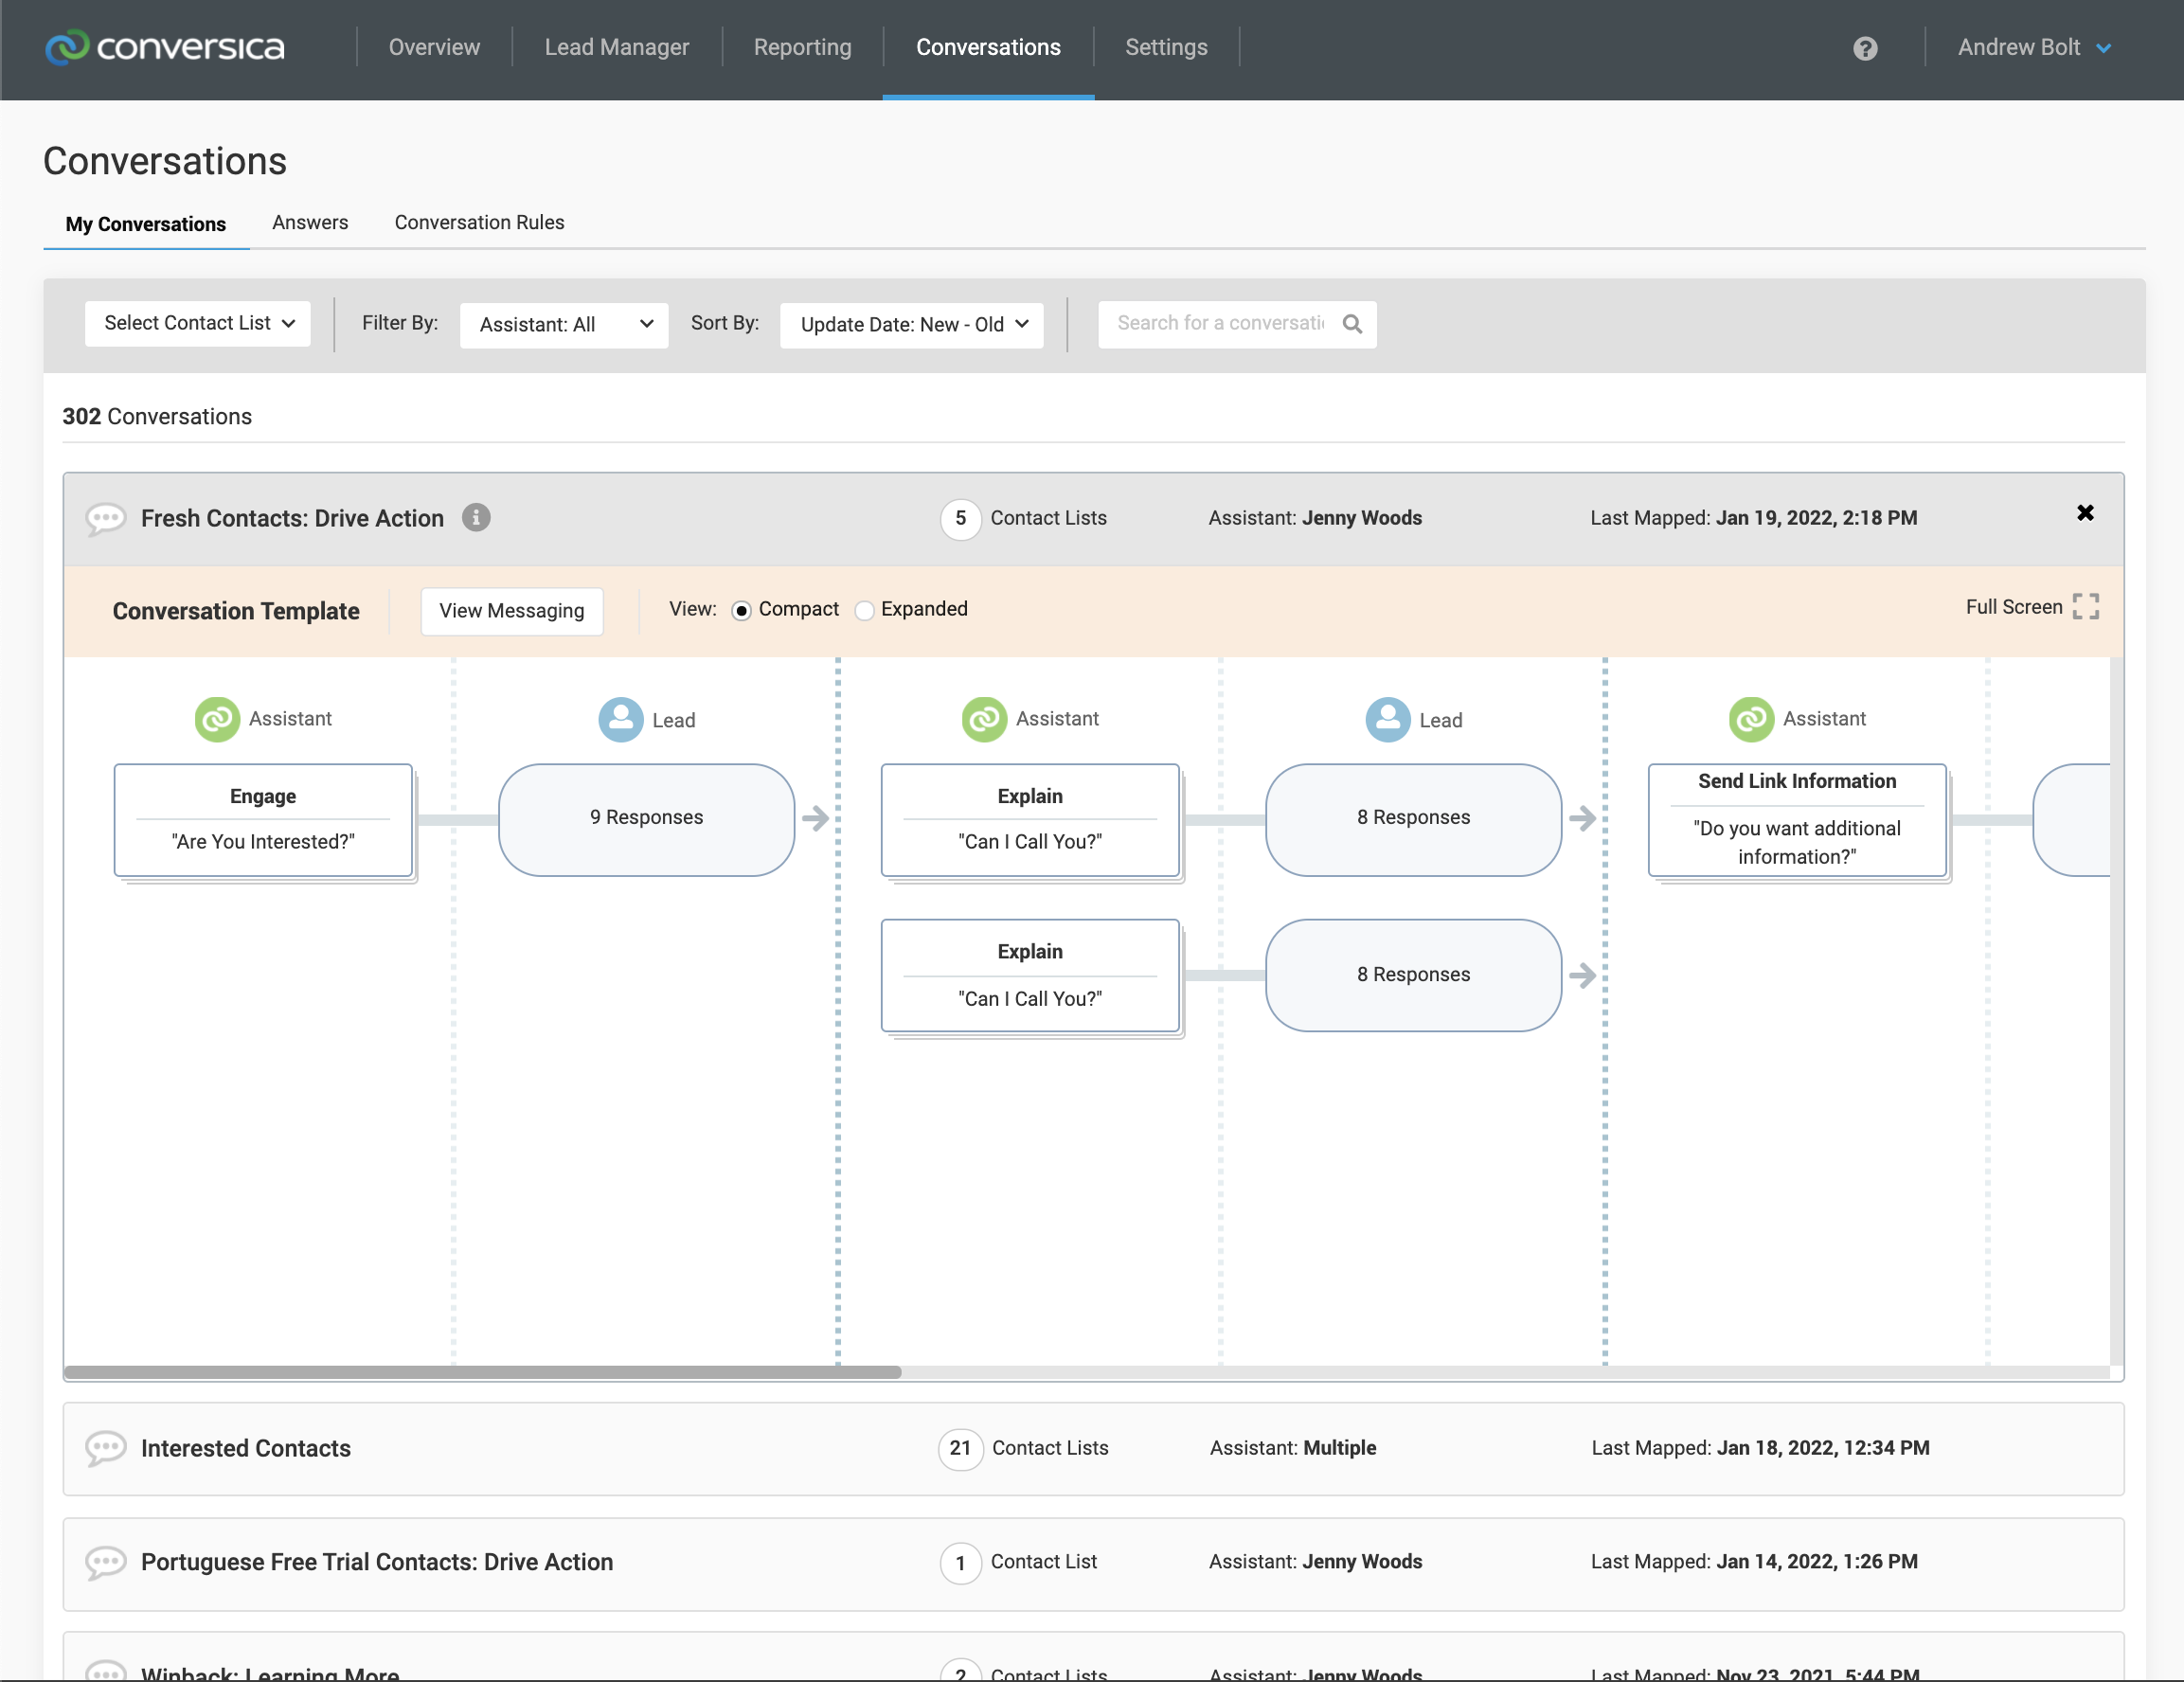 conversica Overview Lead Manager Reporting Conversations Settings Andrew Bolt
Conversations
My Conversations Answers Conversation Rules
Select Contact List Filter By: Assistant: All Sort By: Update Date: New - Old Search for a conversati
302 Conversations
Fresh Contacts: Drive Action 5 Contact Lists Assistant: Jenny Woods Last Mapped: Jan 19, 2022, 2:18 PM
Conversation Template View Messaging View: Compact Expanded Full Screen
Assistant Lead Assistant Lead Assistant
Engage
"Are You Interested?"
9 Responses
Explain
"Can I Call You?"
8 Responses
Send Link Information
"Do you want additional
information?"
Explain
"Can I Call You?"
8 Responses
Interested Contacts 21 Contact Lists Assistant: Multiple Last Mapped: Jan 18, 2022, 12:34 PM
Portuguese Free Trial Contacts: Drive Action 1 Contact List Assistant: Jenny Woods Last Mapped: Jan 14, 2022, 1:26 PM
Winback: Learning More 2 Contact Lists Assistant: Jenny Woods Last Mapped: Nov 23, 2021, 5:44 PM